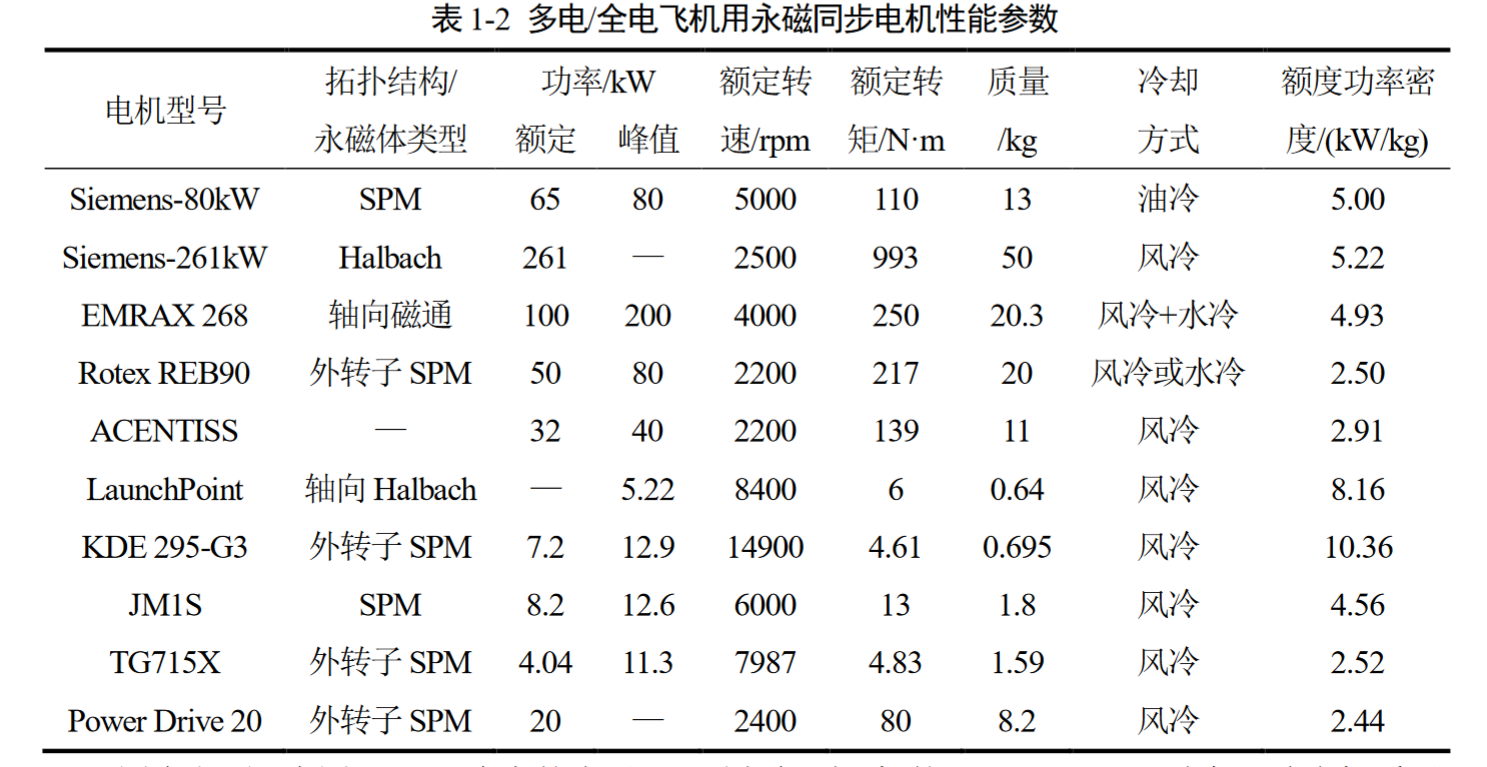 表 1-2 多电/全电飞机用永磁同步电机性能参数
电机型号 拓扑结构/永磁体类型 功率/kW 额定 峰值 额定转速/rpm 额定转矩/N·m 质量/kg 冷却方式 额度功率密度/(kW/kg)
Siemens-80kW SPM 65 80 5000 110 13 油冷 5.00
Siemens-261kW Halbach 261 — 2500 993 50 风冷 5.22
EMRAX 268 轴向磁通 100 200 4000 250 20.3 风冷+水冷 4.93
Rotex REB90 外转子 SPM 50 80 2200 217 20 风冷或水冷 2.50
ACENTISS — 32 40 2200 139 11 风冷 2.91
LaunchPoint 轴向 Halbach — 5.22 8400 6 0.64 风冷 8.16
KDE 295-G3 外转子 SPM 7.2 12.9 14900 4.61 0.695 风冷 10.36
JM1S SPM 8.2 12.6 6000 13 1.8 风冷 4.56
TG715X 外转子 SPM 4.04 11.3 7987 4.83 1.59 风冷 2.52
Power Drive 20 外转子 SPM 20 — 2400 80 8.2 风冷 2.44